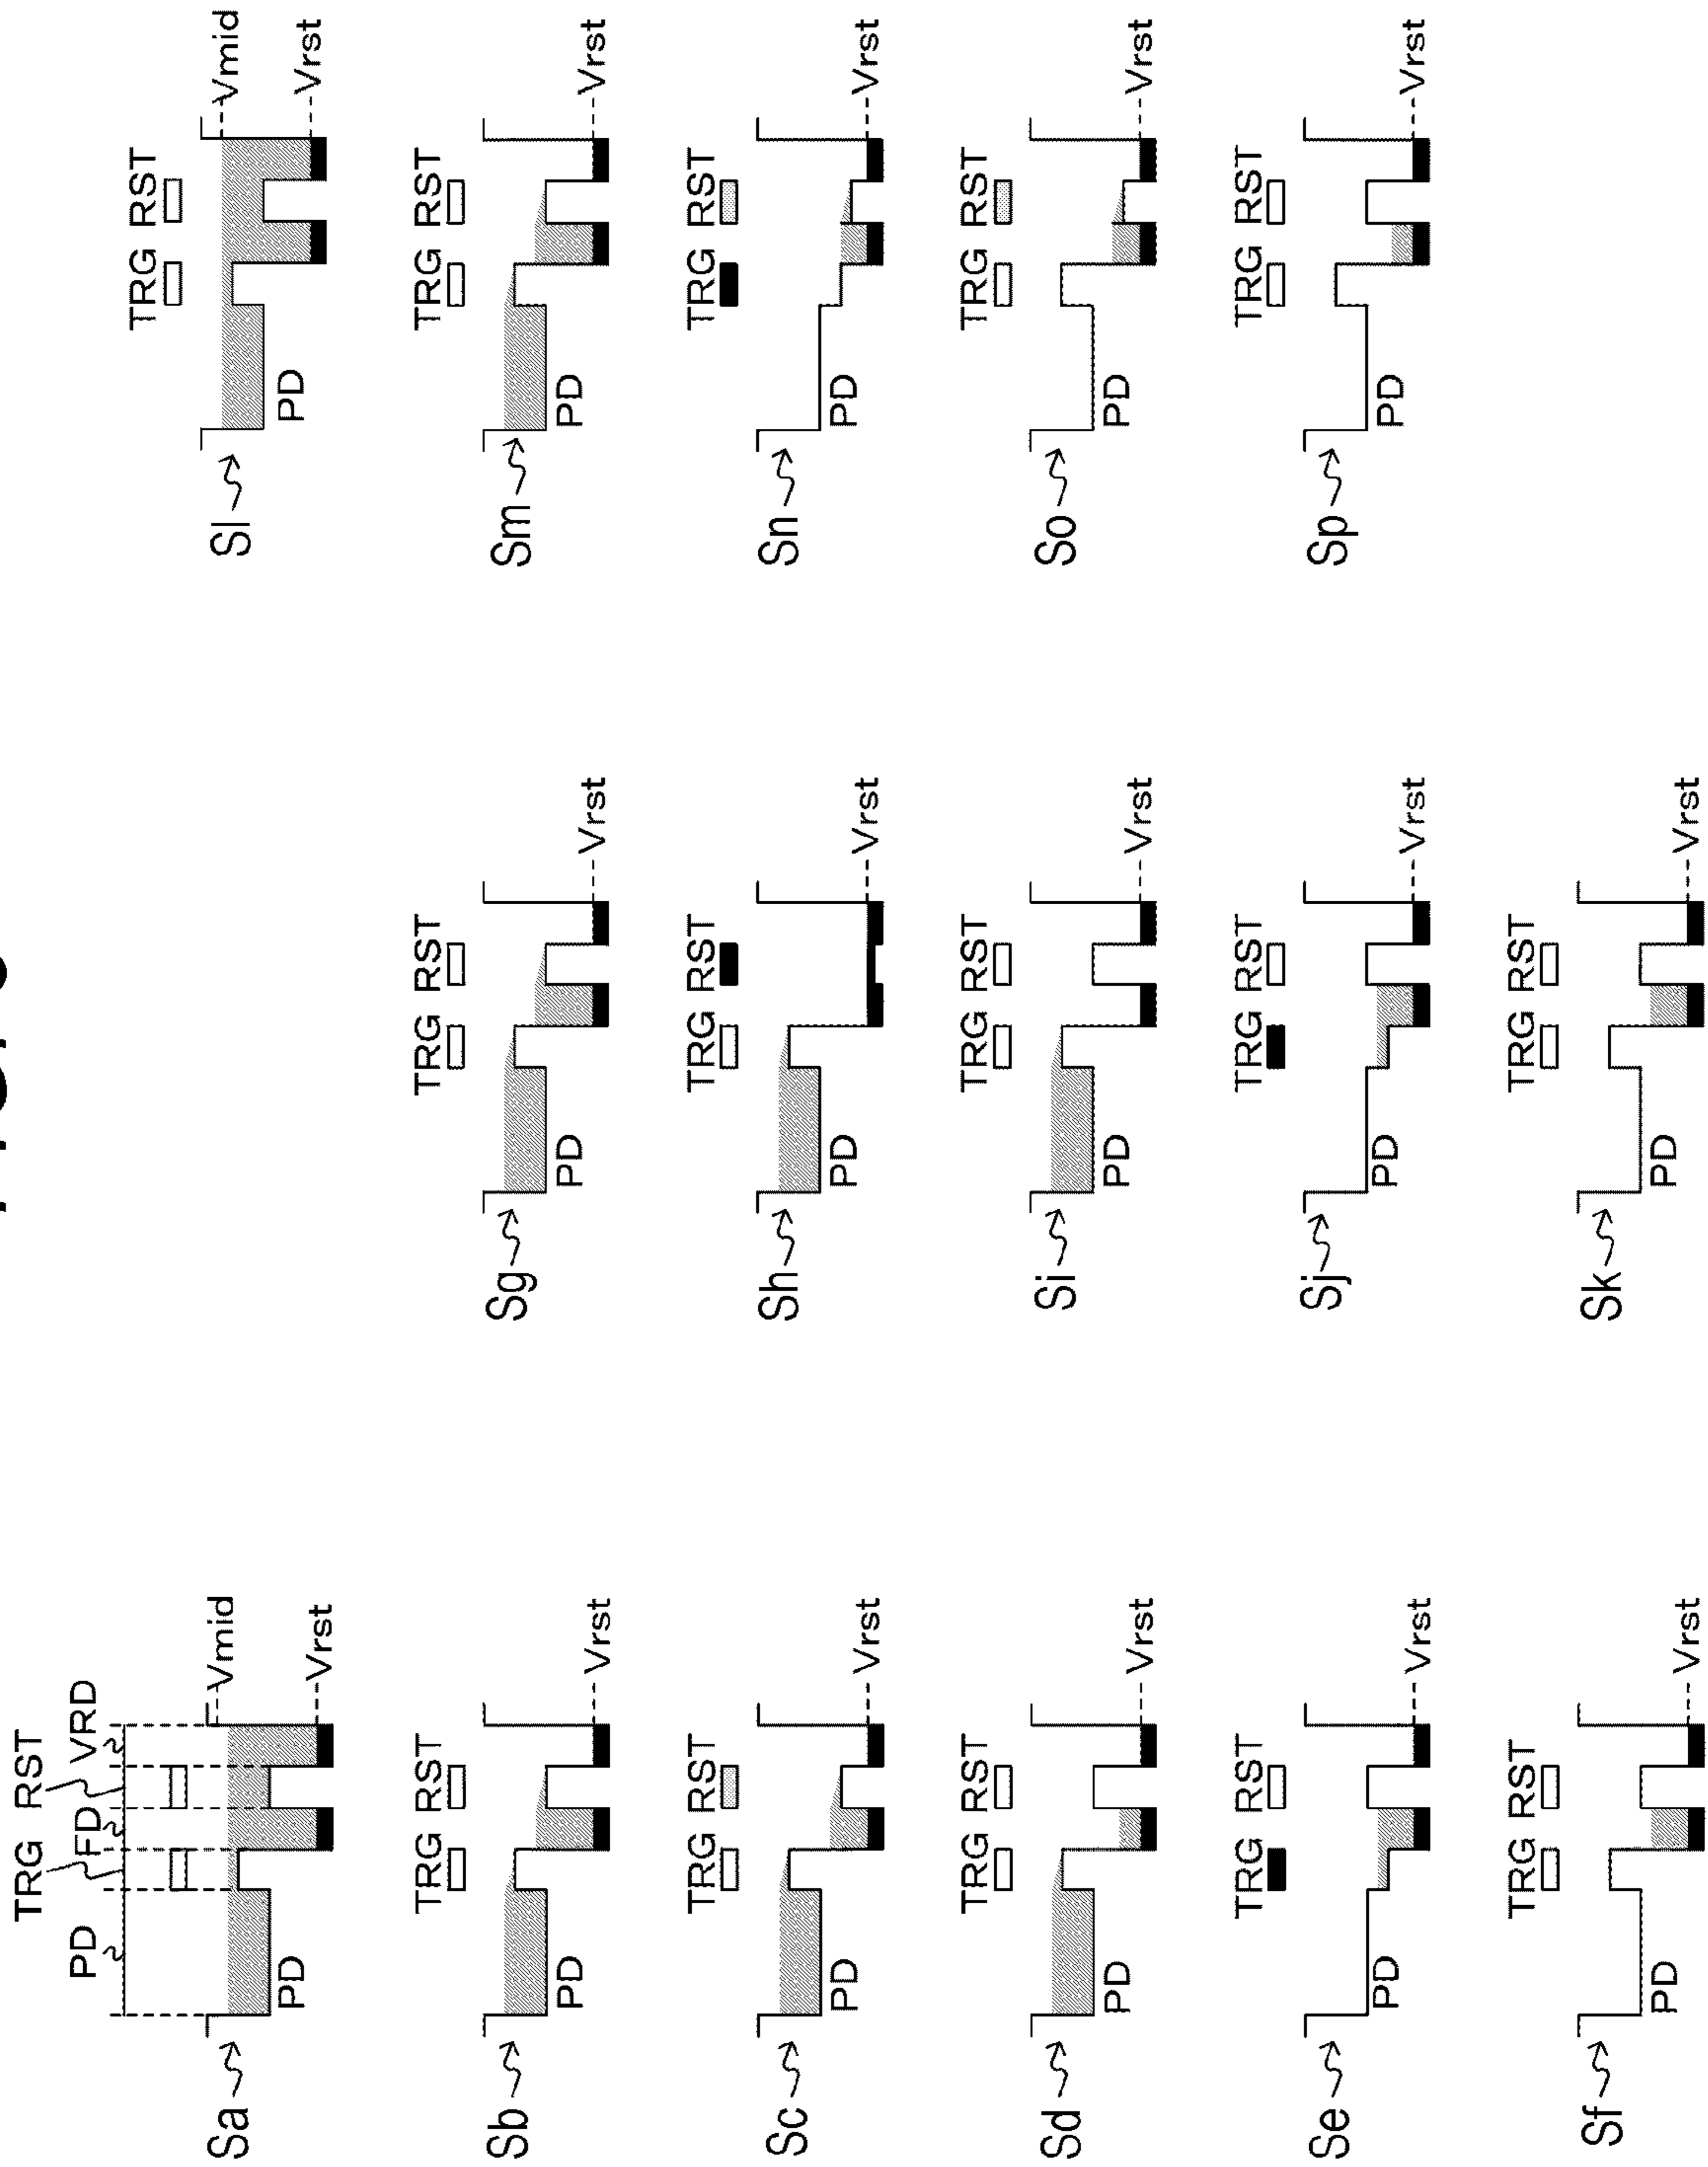 TRG RST
PD FD VRD
Sa
Vmid
PD
Vrst
TRG RST
Sb
PD
Vrst
TRG RST
Sc
PD
Vrst
TRG RST
Sd
PD
Vrst
TRG RST
Se
PD
Vrst
TRG RST
Sf
PD
Vrst
TRG RST
Sg
PD
Vrst
TRG RST
Sh
PD
Vrst
TRG RST
Si
PD
Vrst
TRG RST
Sj
PD
Vrst
TRG RST
Sk
PD
Vrst
TRG RST
Sl
Vmid
PD
Vrst
TRG RST
Sm
PD
Vrst
TRG RST
Sn
PD
Vrst
TRG RST
So
PD
Vrst
TRG RST
Sp
PD
Vrst